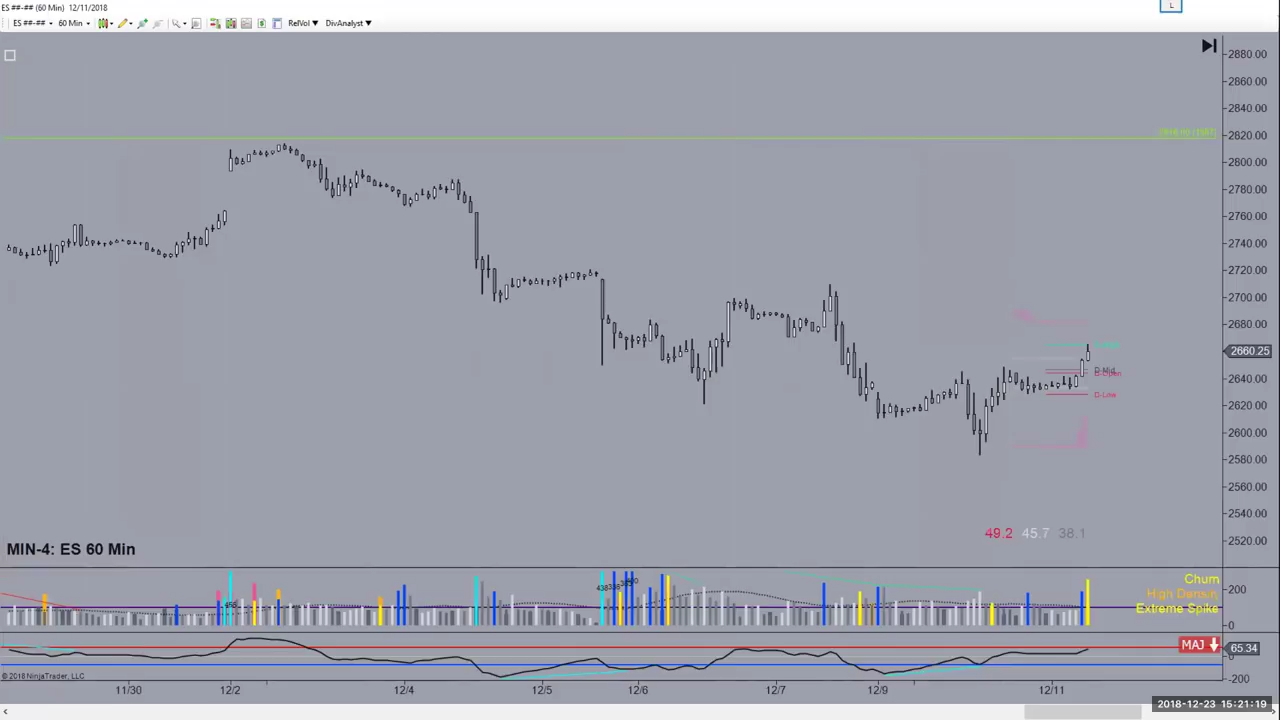 ES ##-## (60 Min) 12/11/2018
L
ES ##-## 60 Min RelVol DivAnalyst
2880.00
2860.00
2840.00
2820.00
2800.00
2780.00
2760.00
2740.00
2720.00
2700.00
2680.00
2660.25
2640.00
2620.00
2600.00
2580.00
2560.00
2540.00
2520.00
D-Mid
D-Open
D-Low
49.2 45.7 38.1
MIN-4: ES 60 Min
Churn
High Density
Extreme Spike
200
0
MAJ
65.34
0
-200
© 2018 NinjaTrader, LLC
11/30 12/2 12/4 12/5 12/6 12/7 12/9 12/11
2018-12-23 15:21:19